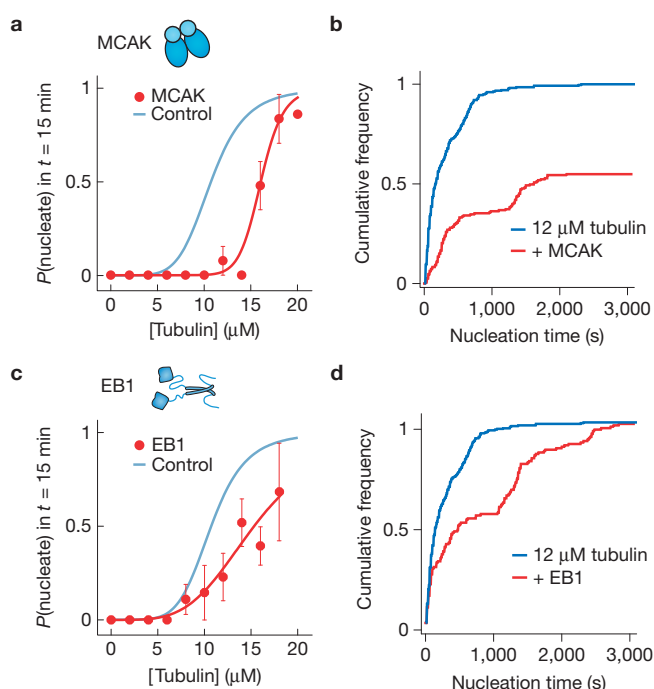 a
MCAK
P(nucleate) in t = 15 min
1
0.5
0
MCAK
Control
0 5 10 15 20
[Tubulin] (μM)
b
Cumulative frequency
1
0.5
0
12 μM tubulin
+ MCAK
0 1,000 2,000 3,000
Nucleation time (s)
c
EB1
P(nucleate) in t = 15 min
1
0.5
0
EB1
Control
0 5 10 15 20
[Tubulin] (μM)
d
Cumulative frequency
1
0.5
0
12 μM tubulin
+ EB1
0 1,000 2,000 3,000
Nucleation time (s)